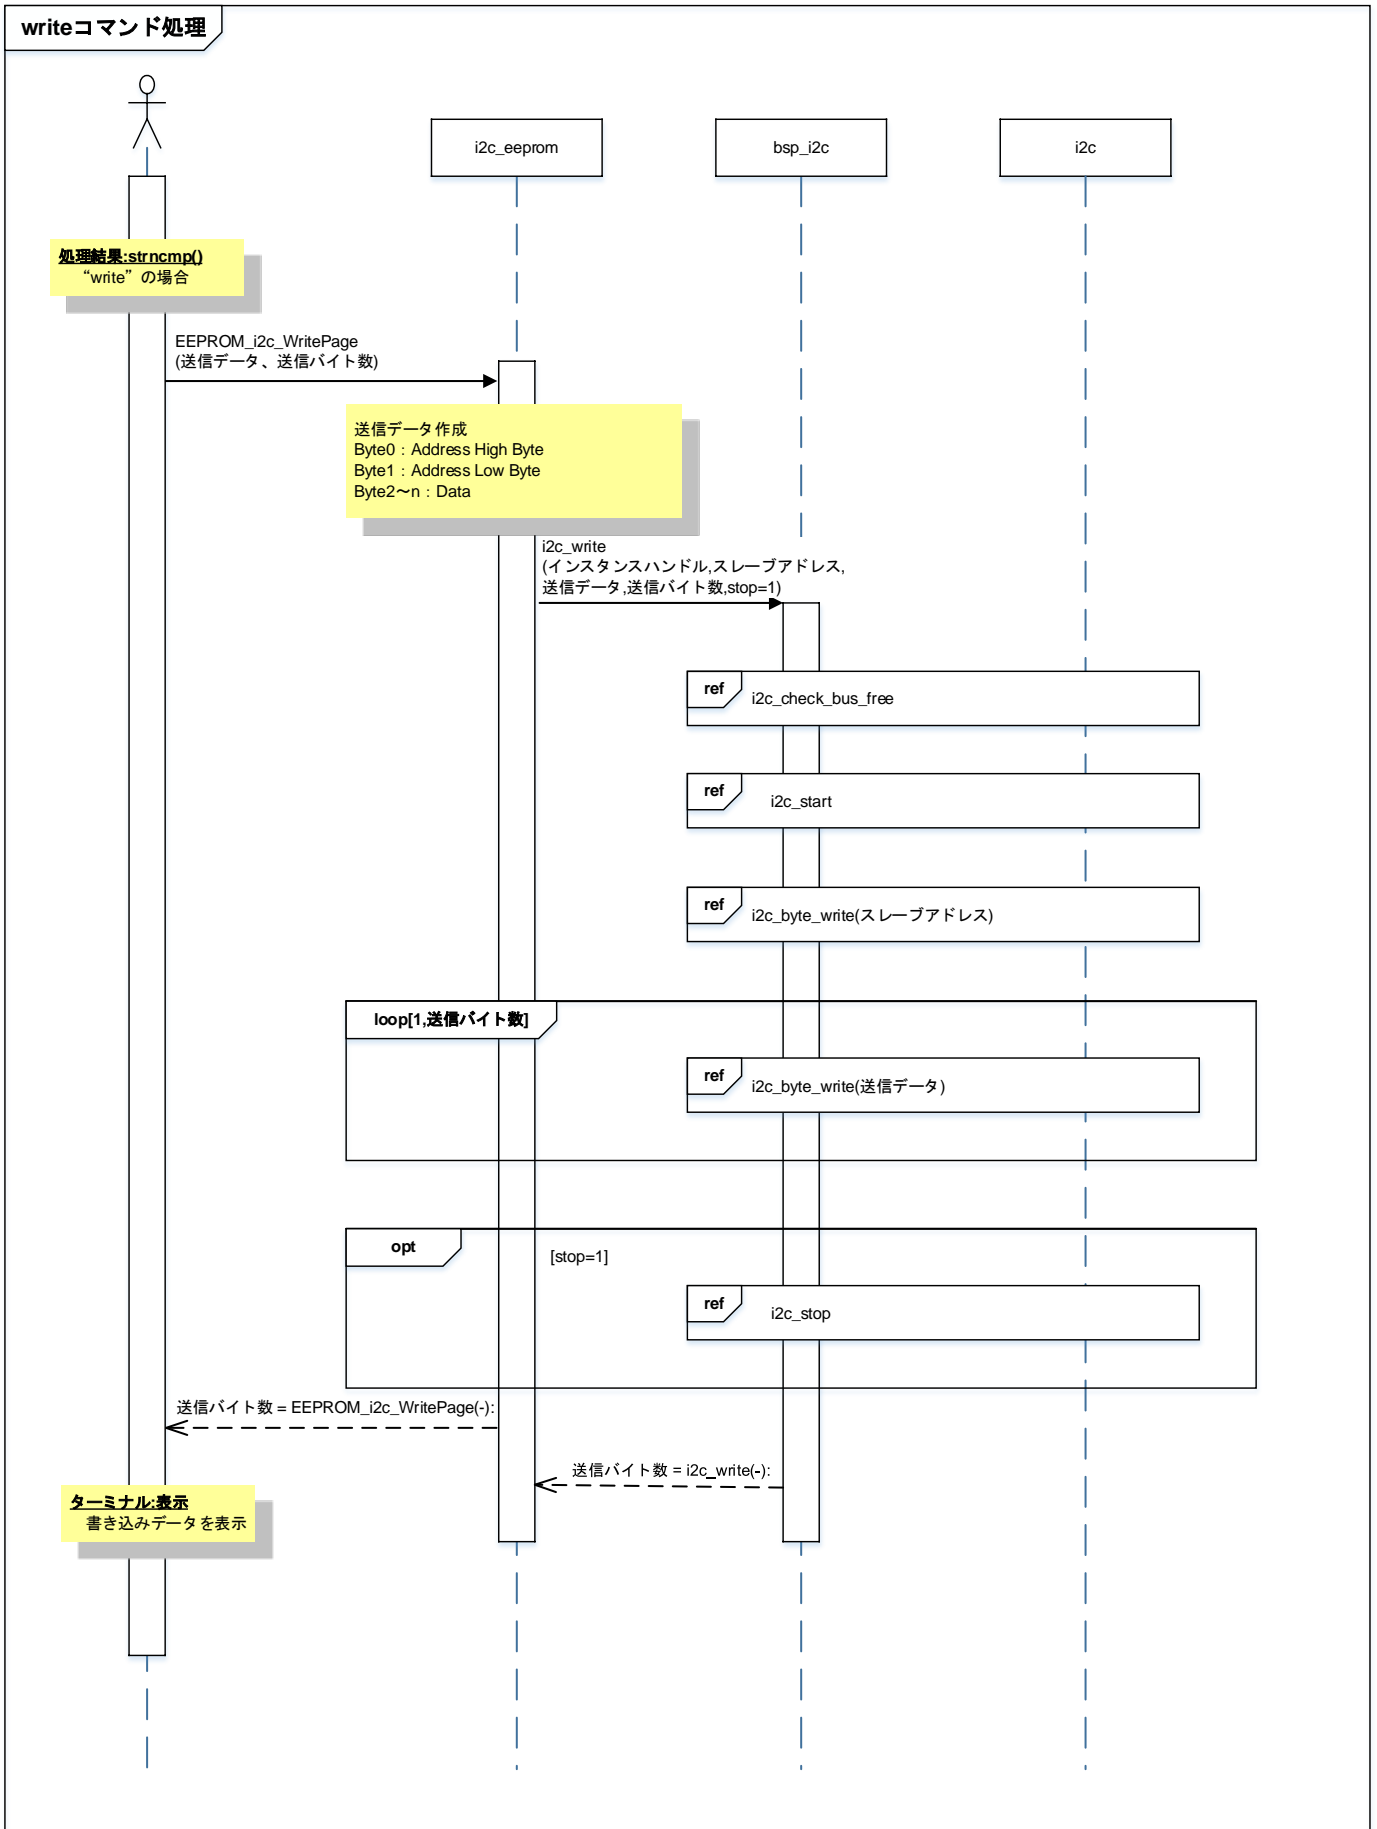 writeコマンド処理
i2c_eeprom
bsp_i2c
i2c
処理結果:strncmp()
“write”の場合
EEPROM_i2c_WritePage
(送信データ、送信バイト数)
送信データ作成
Byte0：Address High Byte
Byte1：Address Low Byte
Byte2～n：Data
i2c_write
(インスタンスハンドル,スレーブアドレス,
送信データ,送信バイト数,stop=1)
ref
i2c_check_bus_free
ref
i2c_start
ref
i2c_byte_write(スレーブアドレス)
loop[1,送信バイト数]
ref
i2c_byte_write(送信データ)
opt
[stop=1]
ref
i2c_stop
送信バイト数 = EEPROM_i2c_WritePage(-):
送信バイト数 = i2c_write(-):
ターミナル:表示
書き込みデータを表示